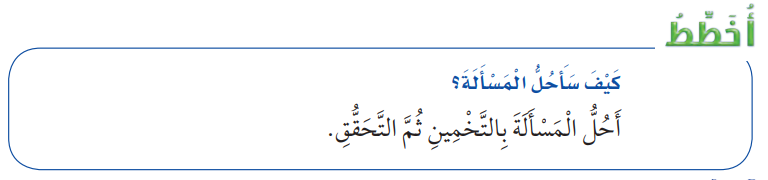 أُخَطِّطُ
كَيْفَ سَأَحُلُّ الْمَسْأَلَةَ؟
أَحُلُّ الْمَسْأَلَةَ بِالتَّخْمِينِ ثُمَّ التَّحَقُّقِ.